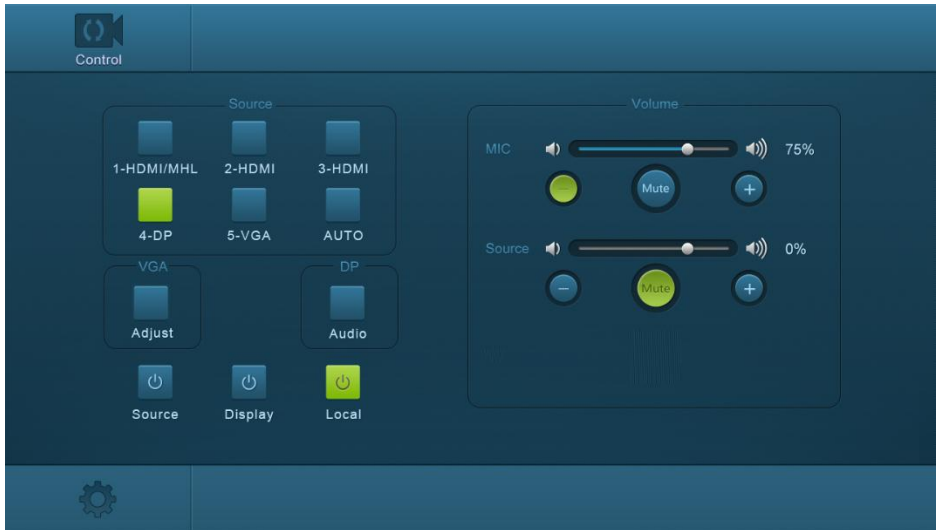 Control
Source
1-HDMI/MHL 2-HDMI 3-HDMI
4-DP 5-VGA AUTO
VGA DP
Adjust Audio
Source Display Local
Volume
MIC 75%
− Mute +
Source 0%
− Mute +